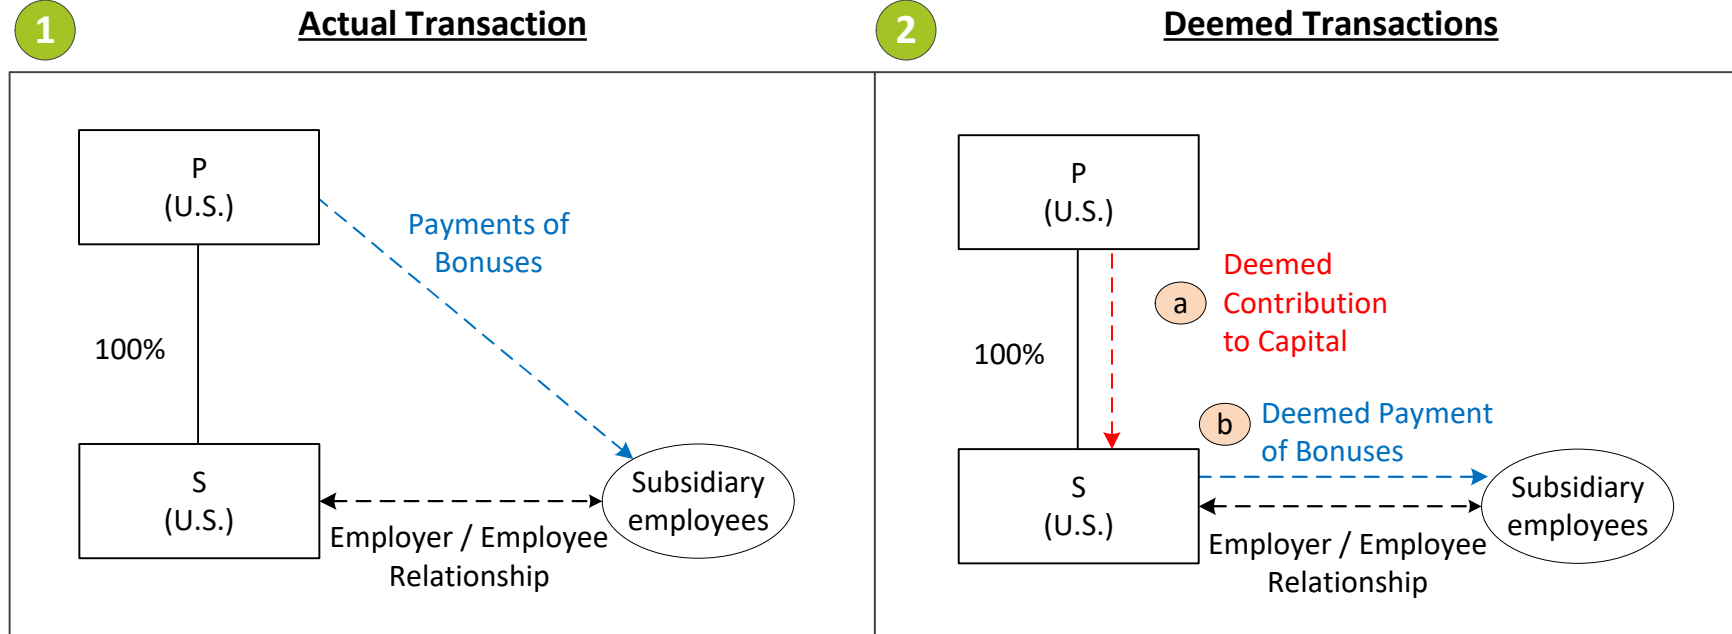 1
Actual Transaction
P
(U.S.)
Payments of
Bonuses
100%
S
(U.S.)
Subsidiary
employees
Employer / Employee
Relationship
2
Deemed Transactions
P
(U.S.)
a
Deemed
Contribution
to Capital
100%
b
Deemed Payment
of Bonuses
S
(U.S.)
Subsidiary
employees
Employer / Employee
Relationship